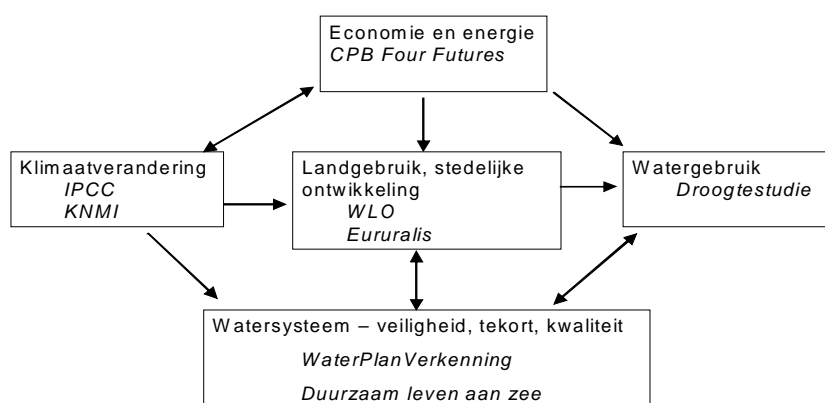 Economie en energie
CPB Four Futures
Klimaatverandering
IPCC
KNMI
Landgebruik, stedelijke
ontwikkeling
WLO
Eururalis
Watergebruik
Droogtestudie
Watersysteem – veiligheid, tekort, kwaliteit
WaterPlanVerkenning
Duurzaam leven aan zee